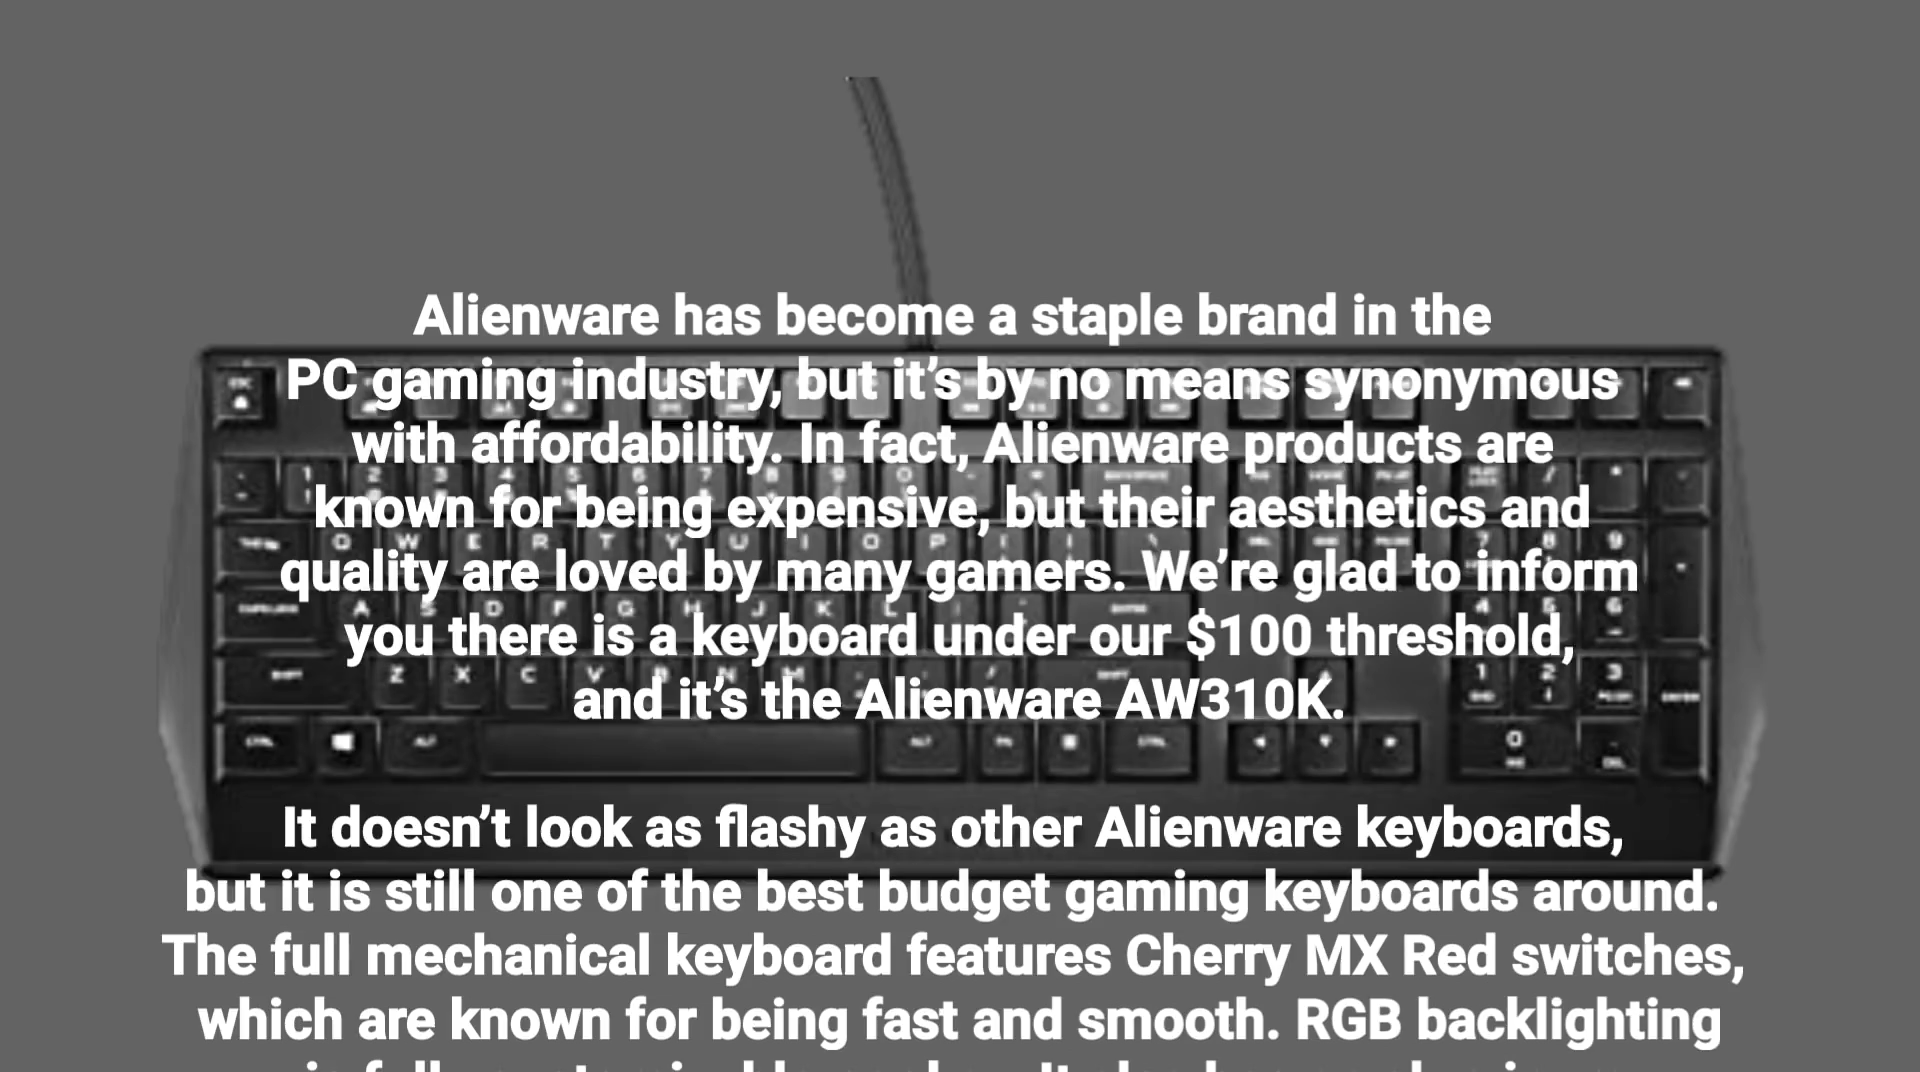 Alienware has become a staple brand in the
PC gaming industry, but it’s by no means synonymous
with affordability. In fact, Alienware products are
known for being expensive, but their aesthetics and
quality are loved by many gamers. We’re glad to inform
you there is a keyboard under our $100 threshold,
and it’s the Alienware AW310K.
It doesn’t look as flashy as other Alienware keyboards,
but it is still one of the best budget gaming keyboards around.
The full mechanical keyboard features Cherry MX Red switches,
which are known for being fast and smooth. RGB backlighting